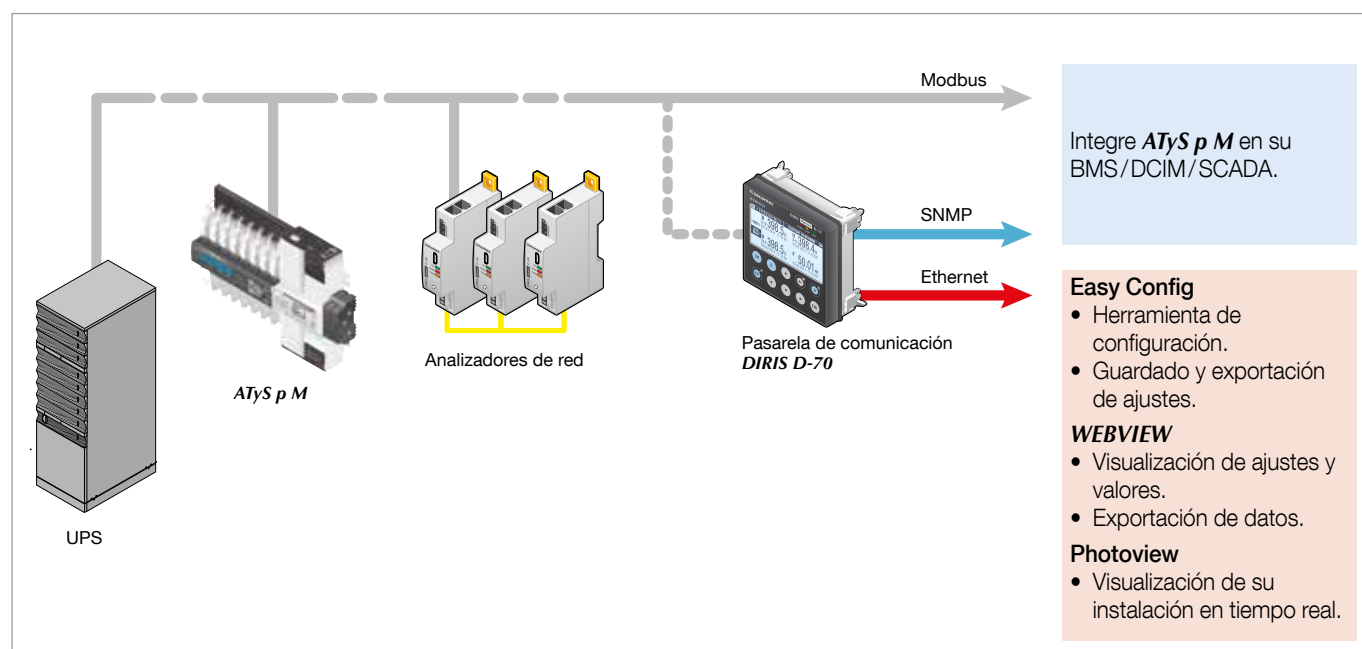 Modbus
SNMP
Ethernet
ATyS p M
Analizadores de red
Pasarela de comunicación
DIRIS D-70
UPS
Integre ATyS p M en su
BMS/DCIM/SCADA.
Easy Config
• Herramienta de
configuración.
• Guardado y exportación
de ajustes.
WEBVIEW
• Visualización de ajustes y
valores.
• Exportación de datos.
Photoview
• Visualización de su
instalación en tiempo real.